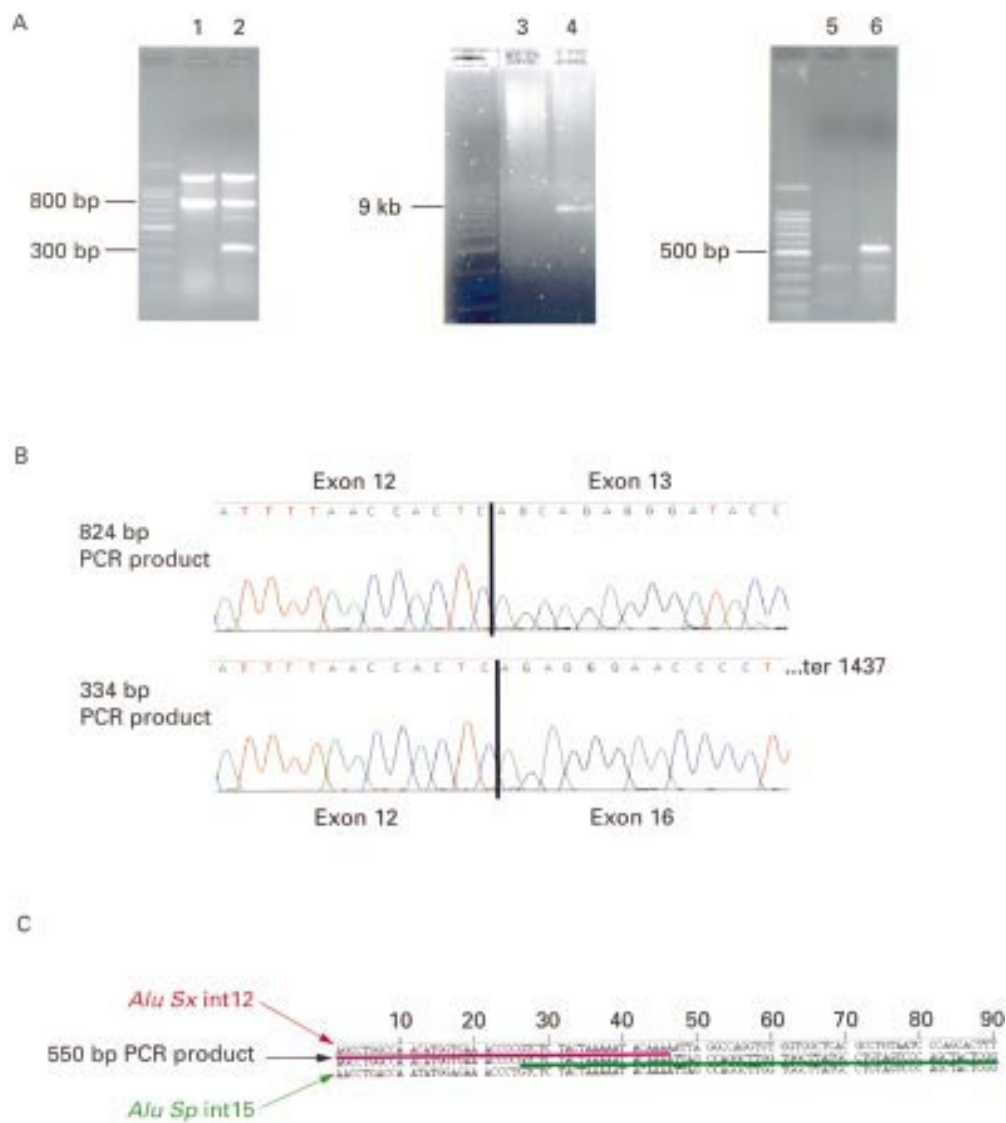 A
1 2
3 4
5 6
800 bp
300 bp
9 kb
500 bp
B
Exon 12 Exon 13
A T T T T A A C C A C T C A G C A G A G G G A T A C C
824 bp
PCR product
A T T T T A A C C A C T C A G A G G G A A C C C C T ...ter 1437
334 bp
PCR product
Exon 12 Exon 16
C
Alu Sx int12
10 20 30 40 50 60 70 80 90
550 bp PCR product
Alu Sp int15